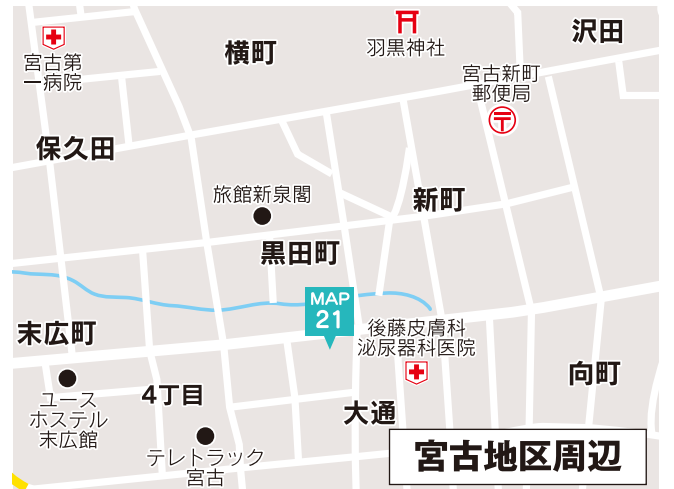 沢田
羽黒神社
横町
宮古第
一病院
宮古新町
郵便局
保久田
旅館新泉閣
新町
黒田町
MAP
21
末広町
後藤皮膚科
泌尿器科医院
向町
ユース
ホステル
末広館
4丁目
大通
テレトラック
宮古
宮古地区周辺